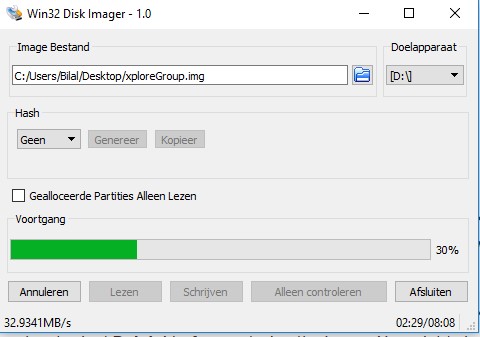 Win32 Disk Imager - 1.0
Image Bestand
Doelapparaat
C:/Users/Bilal/Desktop/xploreGroup.img
[D:\]
Hash
Geen
Genereer
Kopieer
Gealloceerde Partities Alleen Lezen
Voortgang
30%
Annuleren
Lezen
Schrijven
Alleen controleren
Afsluiten
32.9341MB/s
02:29/08:08